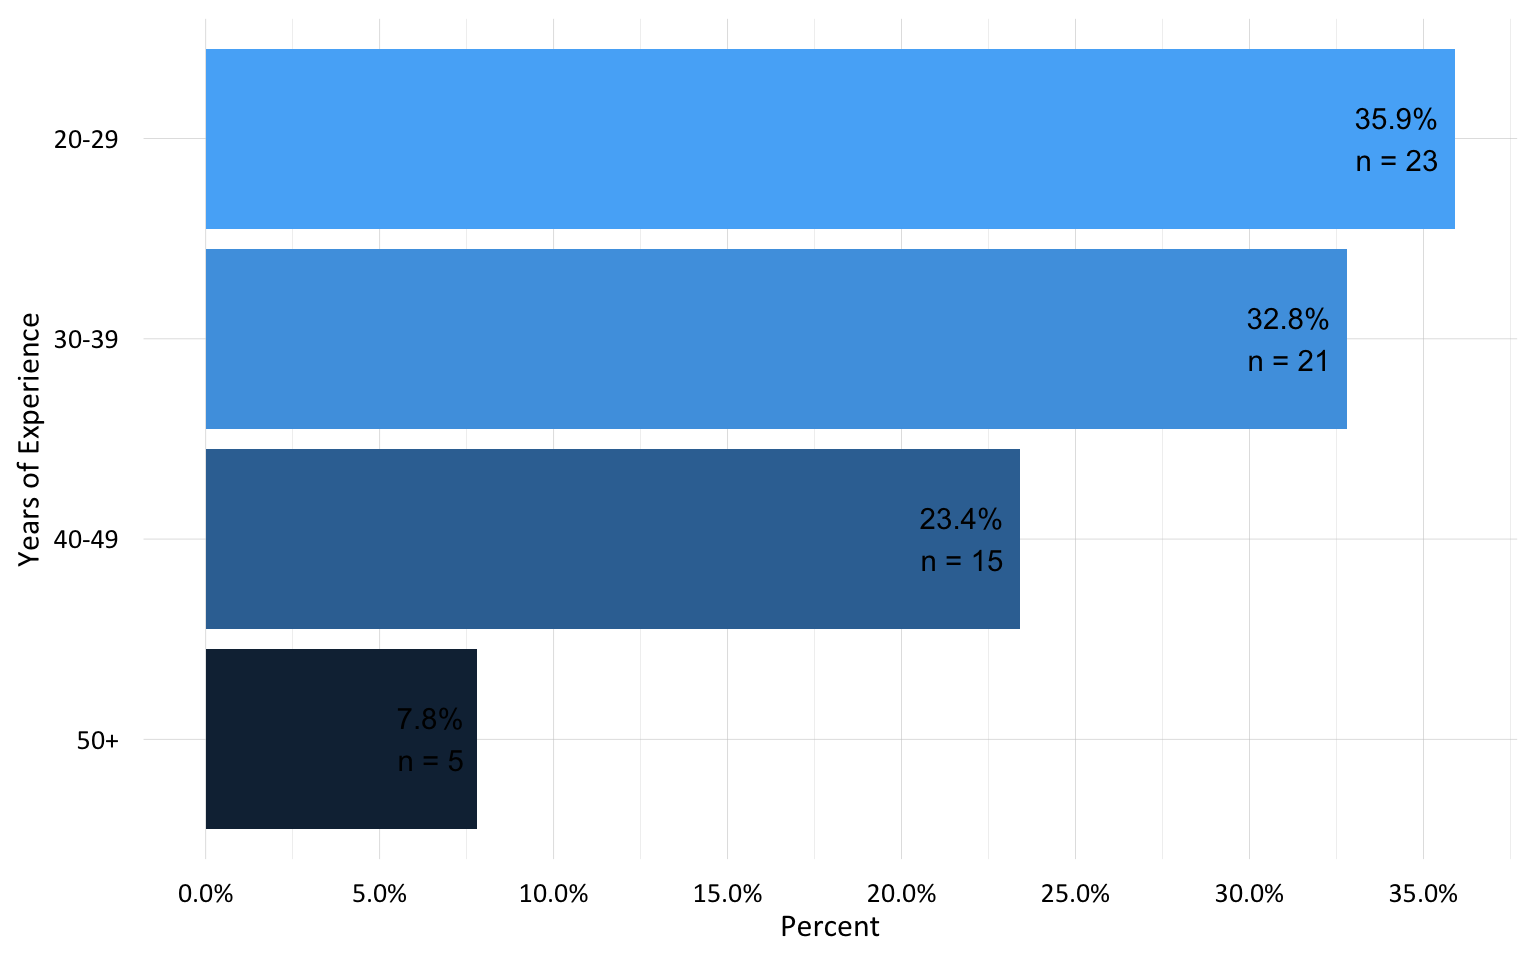 Years of Experience
20-29
35.9%
n = 23
30-39
32.8%
n = 21
40-49
23.4%
n = 15
50+
7.8%
n = 5
0.0% 5.0% 10.0% 15.0% 20.0% 25.0% 30.0% 35.0%
Percent